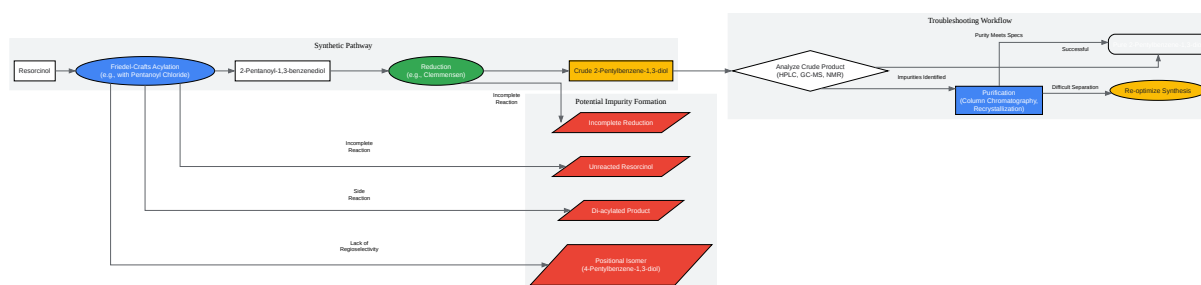 Troubleshooting Workflow
Synthetic Pathway
Purity Meets Specs
Successful
Resorcinol
Friedel-Crafts Acylation
(e.g., with Pentanoyl Chloride)
2-Pentanoyl-1,3-benzenediol
Reduction
(e.g., Clemmensen)
Crude 2-Pentylbenzene-1,3-diol
Analyze Crude Product
(HPLC, GC-MS, NMR)
Impurities Identified
Purification
(Column Chromatography,
Recrystallization)
Difficult Separation
Re-optimize Synthesis
Incomplete
Reaction
Potential Impurity Formation
Incomplete Reduction
Incomplete
Reaction
Unreacted Resorcinol
Side
Reaction
Di-acylated Product
Lack of
Regioselectivity
Positional Isomer
(4-Pentylbenzene-1,3-diol)